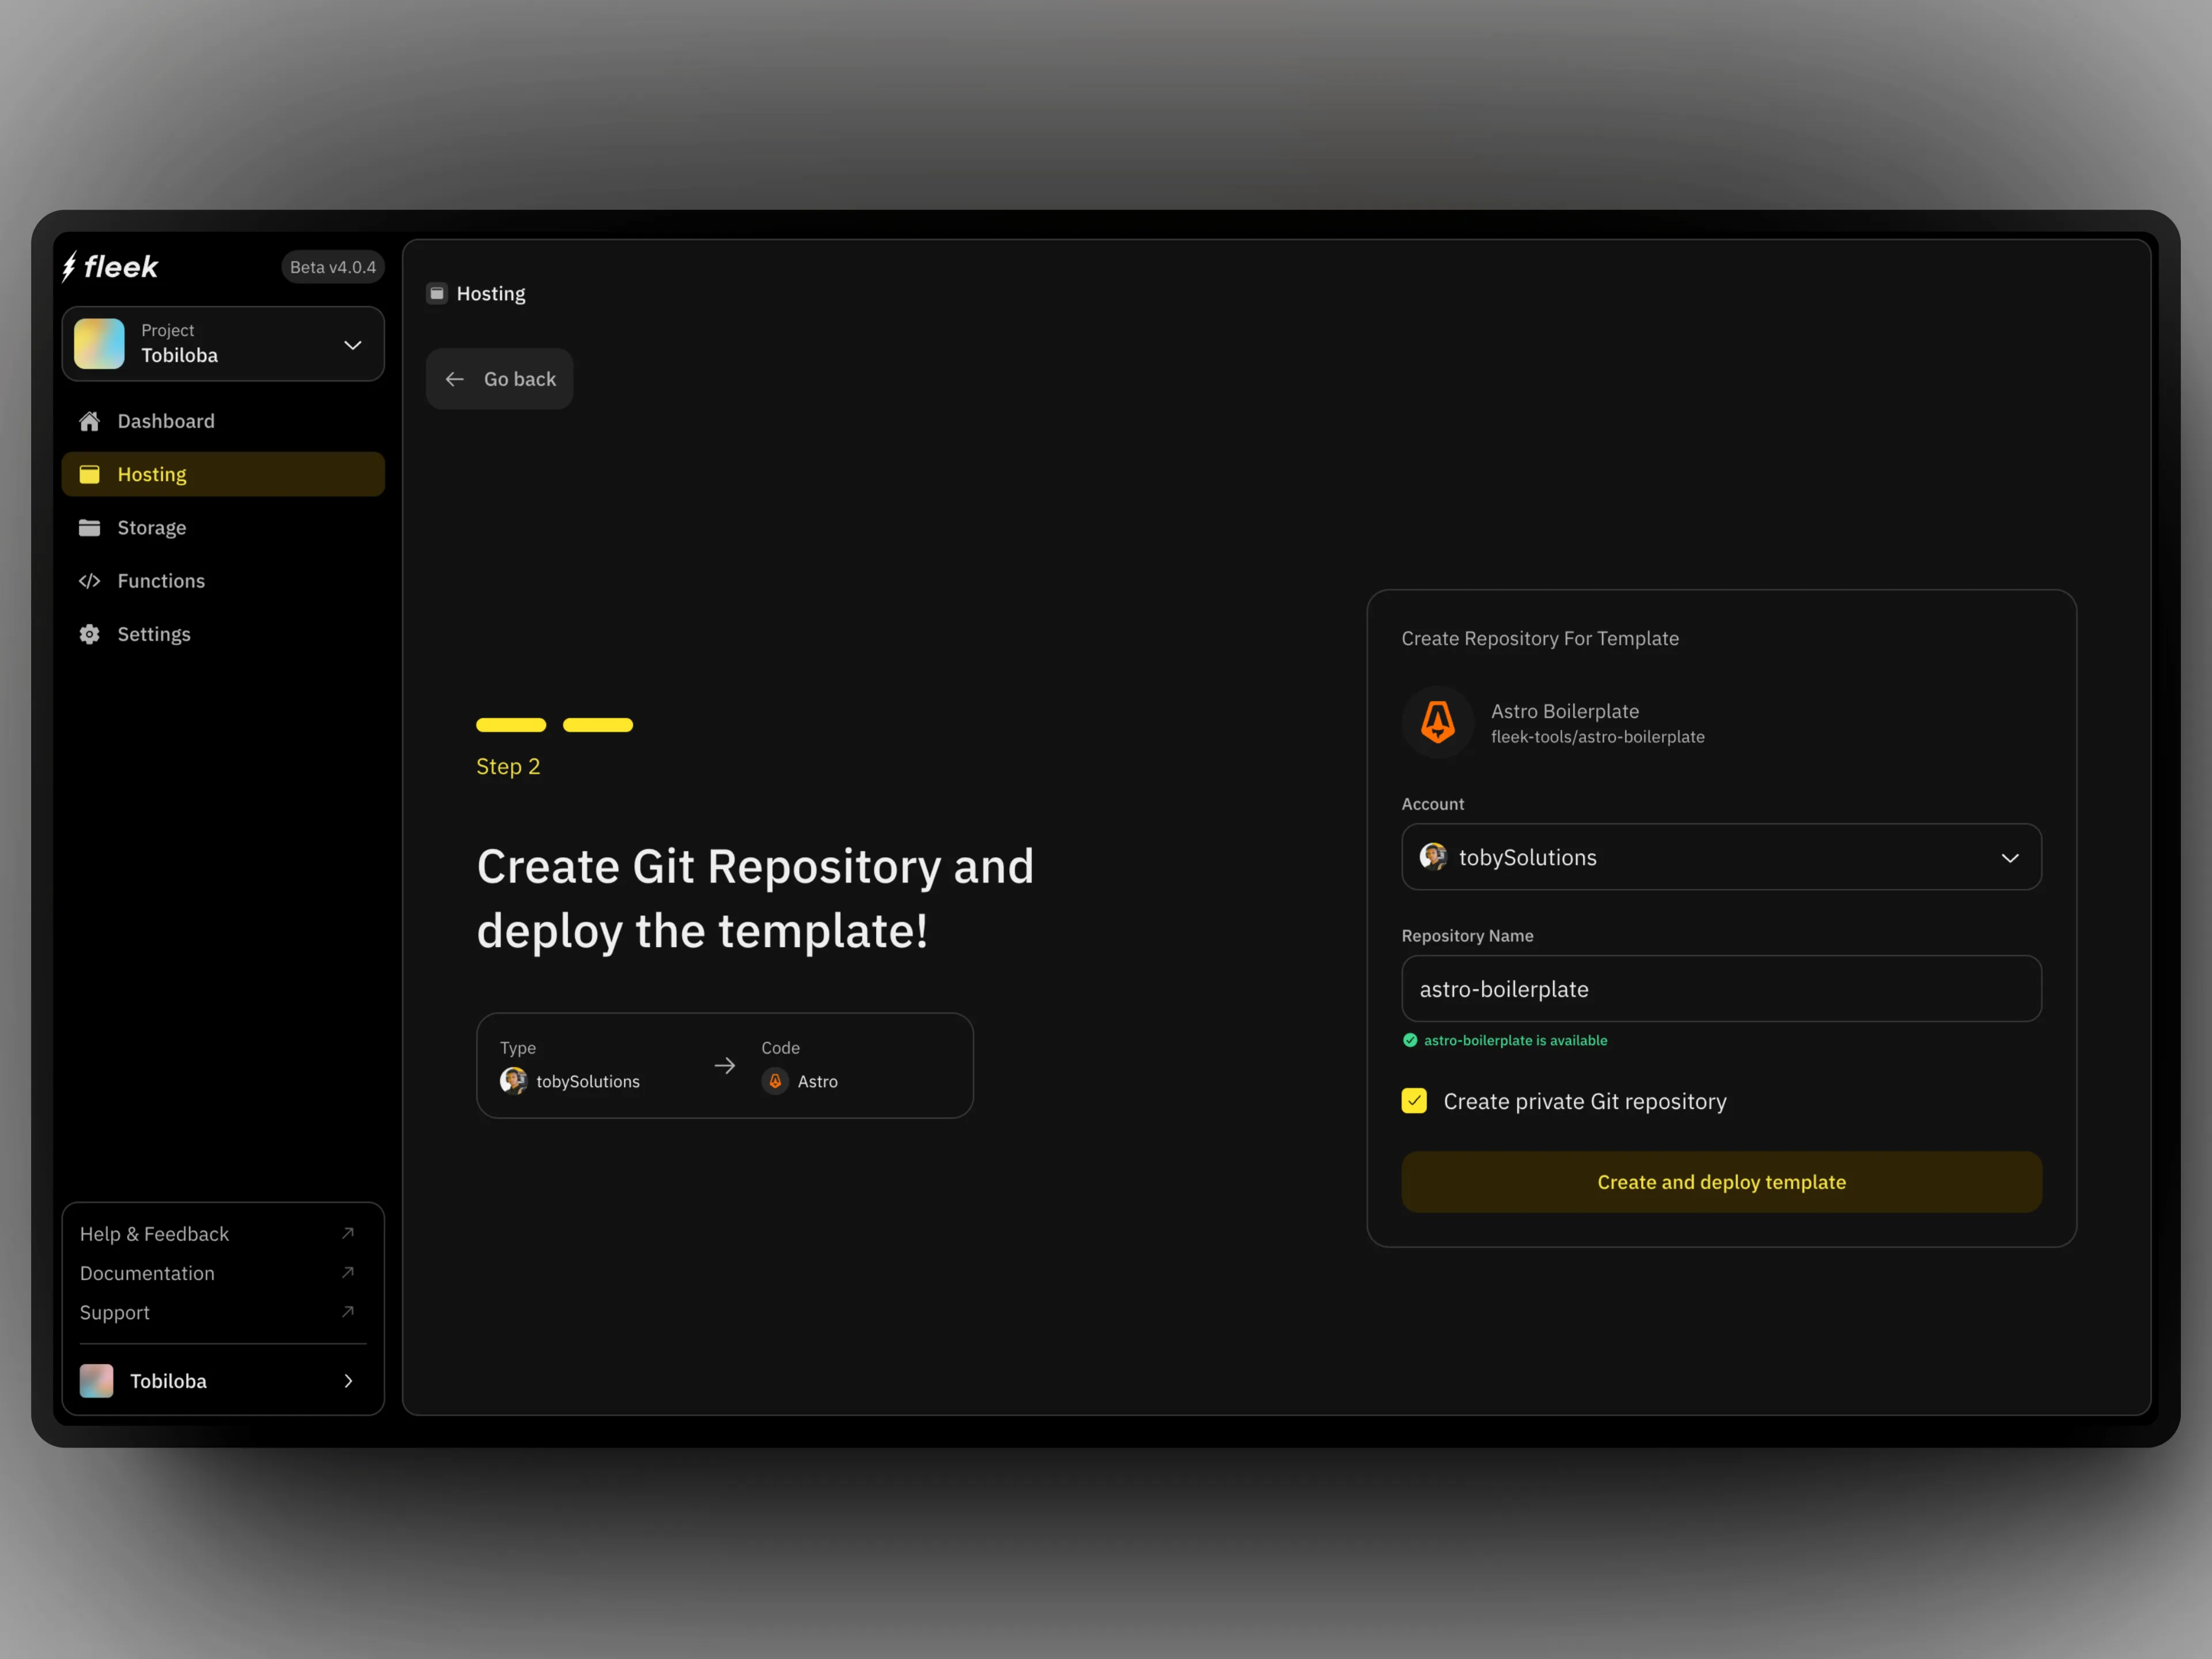 fleek
Beta v4.0.4
Project
Tobiloba
Dashboard
Hosting
Storage
Functions
Settings
Help & Feedback
Documentation
Support
Tobiloba
Hosting
Go back
Step 2
Create Git Repository and
deploy the template!
Type
tobySolutions
Code
Astro
Create Repository For Template
Astro Boilerplate
fleek-tools/astro-boilerplate
Account
tobySolutions
Repository Name
astro-boilerplate
astro-boilerplate is available
Create private Git repository
Create and deploy template